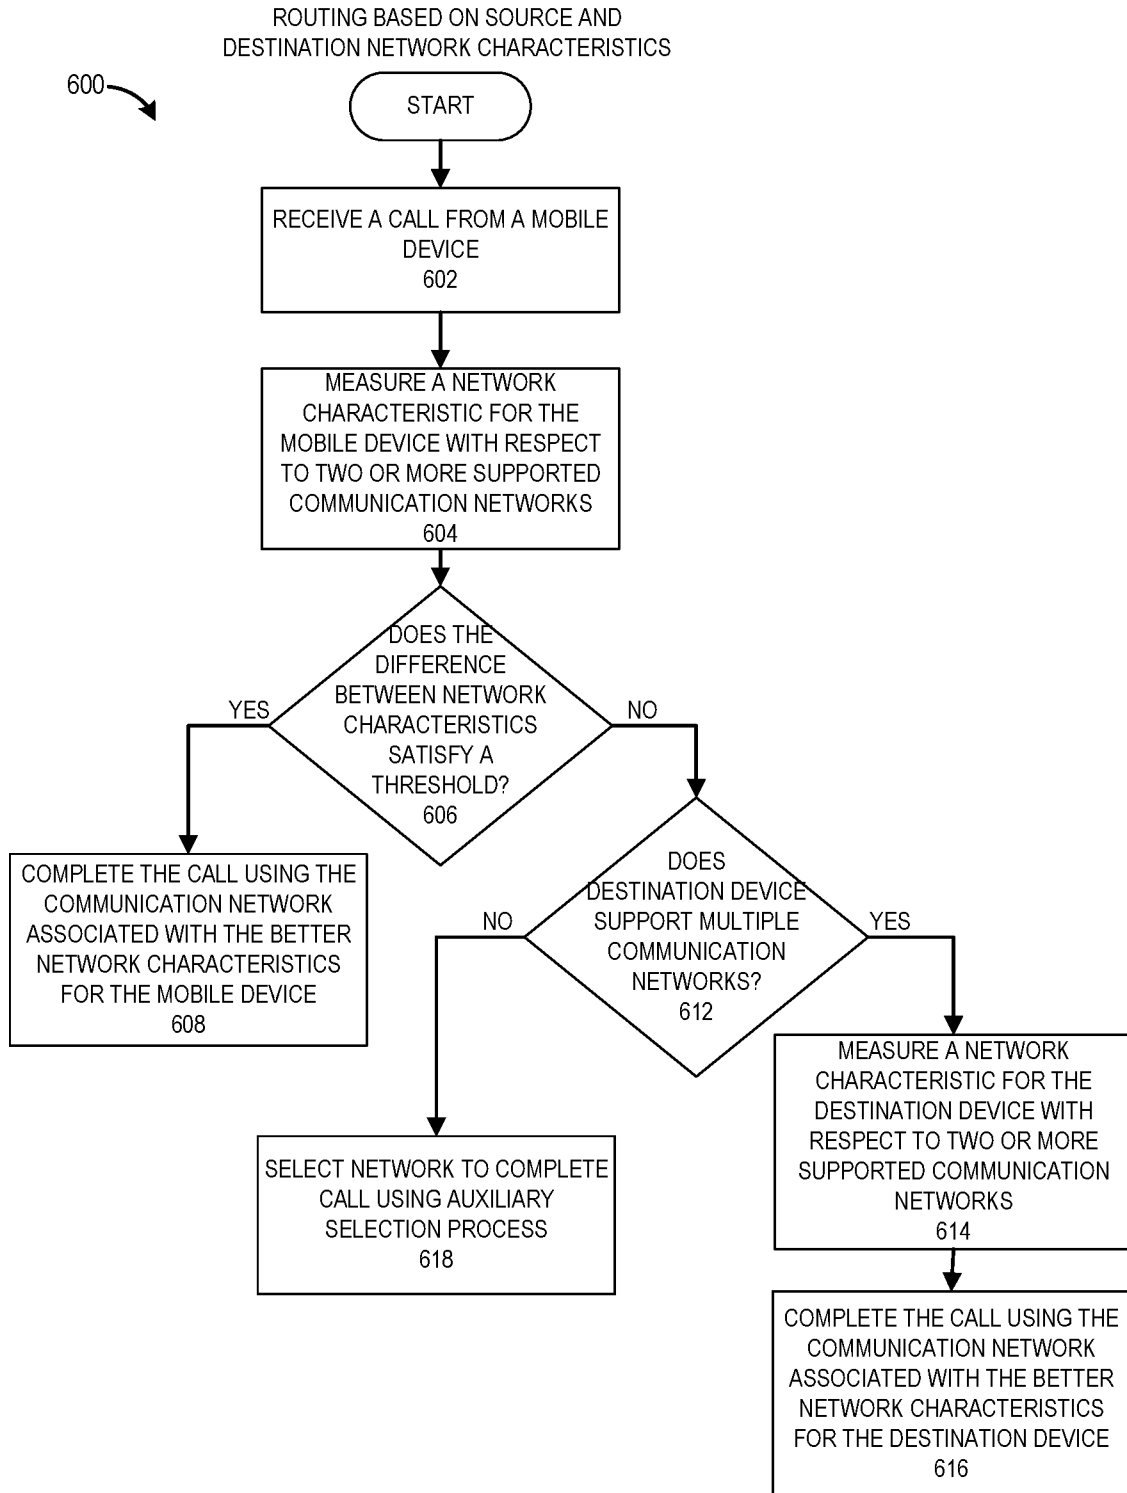 ROUTING BASED ON SOURCE AND
DESTINATION NETWORK CHARACTERISTICS
600
START
RECEIVE A CALL FROM A MOBILE
DEVICE
602
MEASURE A NETWORK
CHARACTERISTIC FOR THE
MOBILE DEVICE WITH RESPECT
TO TWO OR MORE SUPPORTED
COMMUNICATION NETWORKS
604
DOES THE
DIFFERENCE
BETWEEN NETWORK
CHARACTERISTICS
SATISFY A
THRESHOLD?
606
YES
NO
COMPLETE THE CALL USING THE
COMMUNICATION NETWORK
ASSOCIATED WITH THE BETTER
NETWORK CHARACTERISTICS
FOR THE MOBILE DEVICE
608
DOES
DESTINATION DEVICE
SUPPORT MULTIPLE
COMMUNICATION
NETWORKS?
612
NO
YES
SELECT NETWORK TO COMPLETE
CALL USING AUXILIARY
SELECTION PROCESS
618
MEASURE A NETWORK
CHARACTERISTIC FOR THE
DESTINATION DEVICE WITH
RESPECT TO TWO OR MORE
SUPPORTED COMMUNICATION
NETWORKS
614
COMPLETE THE CALL USING THE
COMMUNICATION NETWORK
ASSOCIATED WITH THE BETTER
NETWORK CHARACTERISTICS
FOR THE DESTINATION DEVICE
616